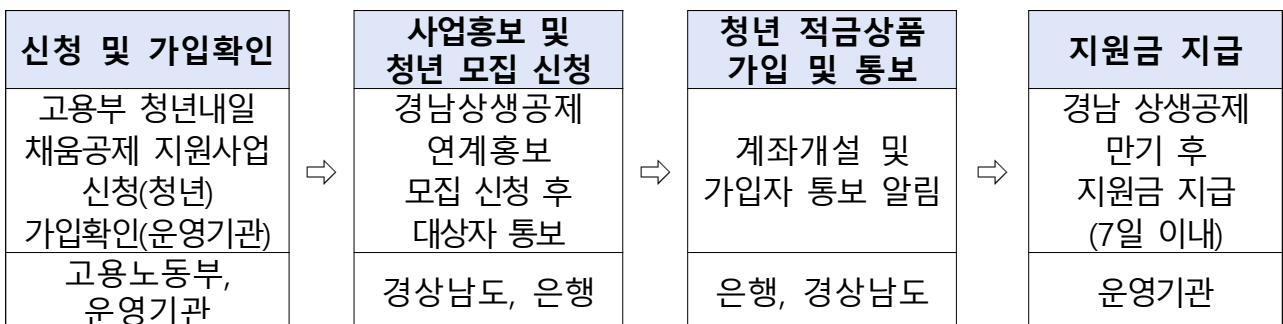 신청 및 가입확인
고용부 청년내일
채움공제 지원사업
신청(청년)
가입확인(운영기관)
고용노동부,
운영기관
⇨
사업홍보 및
청년 모집 신청
경남상생공제
연계홍보
모집 신청 후
대상자 통보
경상남도, 은행
⇨
청년 적금상품
가입 및 통보
계좌개설 및
가입자 통보 알림
은행, 경상남도
⇨
지원금 지급
경남 상생공제
만기 후
지원금 지급
(7일 이내)
운영기관